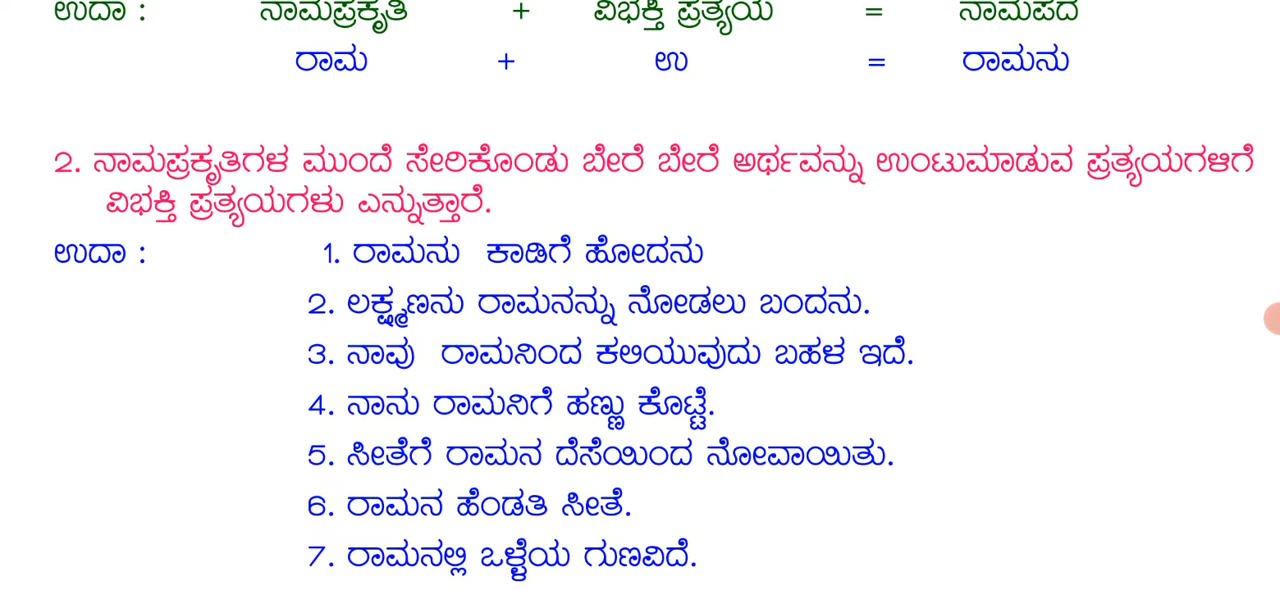 ಉದಾ : ನಾಮಪ್ರಕೃತಿ + ವಿಭಕ್ತಿ ಪ್ರತ್ಯಯ = ನಾಮಪದ
ರಾಮ + ಉ = ರಾಮನು
2. ನಾಮಪ್ರಕೃತಿಗಳ ಮುಂದೆ ಸೇರಿಕೊಂಡು ಬೇರೆ ಬೇರೆ ಅರ್ಥವನ್ನು ಉಂಟುಮಾಡುವ ಪ್ರತ್ಯಯಗಳಿಗೆ
ವಿಭಕ್ತಿ ಪ್ರತ್ಯಯಗಳು ಎನ್ನುತ್ತಾರೆ.
ಉದಾ : 1. ರಾಮನು ಕಾಡಿಗೆ ಹೋದನು
2. ಲಕ್ಷ್ಮಣನು ರಾಮನನ್ನು ನೋಡಲು ಬಂದನು.
3. ನಾವು ರಾಮನಿಂದ ಕಲಿಯುವುದು ಬಹಳ ಇದೆ.
4. ನಾನು ರಾಮನಿಗೆ ಹಣ್ಣು ಕೊಟ್ಟೆ.
5. ಸೀತೆಗೆ ರಾಮನ ದೆಸೆಯಿಂದ ನೋವಾಯಿತು.
6. ರಾಮನ ಹೆಂಡತಿ ಸೀತೆ.
7. ರಾಮನಲ್ಲಿ ಒಳ್ಳೆಯ ಗುಣವಿದೆ.